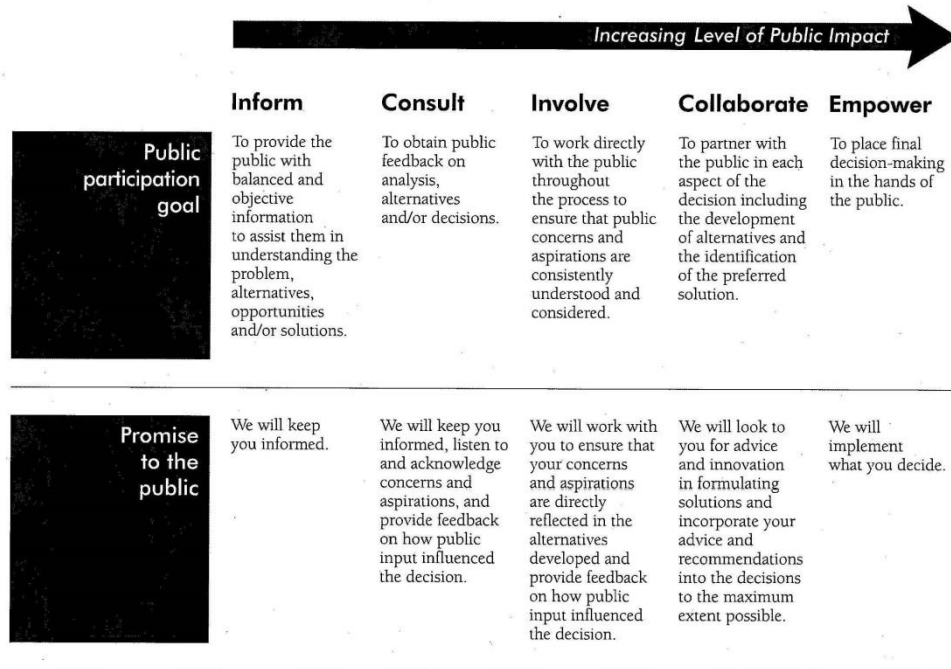 Increasing Level of Public Impact
Inform
Consult
Involve
Collaborate
Empower
Public
participation
goal
To provide the
public with
balanced and
objective
information
to assist them in
understanding the
problem,
alternatives,
opportunities
and/or solutions.
To obtain public
feedback on
analysis,
alternatives
and/or decisions.
To work directly
with the public
throughout
the process to
ensure that public
concerns and
aspirations are
consistently
understood and
considered.
To partner with
the public in each
aspect of the
decision including
the development
of alternatives and
the identification
of the preferred
solution.
To place final
decision-making
in the hands of
the public.
Promise
to the
public
We will keep
you informed.
We will keep you
informed, listen to
and acknowledge
concerns and
aspirations, and
provide feedback
on how public
input influenced
the decision.
We will work with
you to ensure that
your concerns
and aspirations
are directly
reflected in the
alternatives
developed and
provide feedback
on how public
input influenced
the decision.
We will look to
you for advice
and innovation
in formulating
solutions and
incorporate your
advice and
recommendations
into the decisions
to the maximum
extent possible.
We will
implement
what you decide.